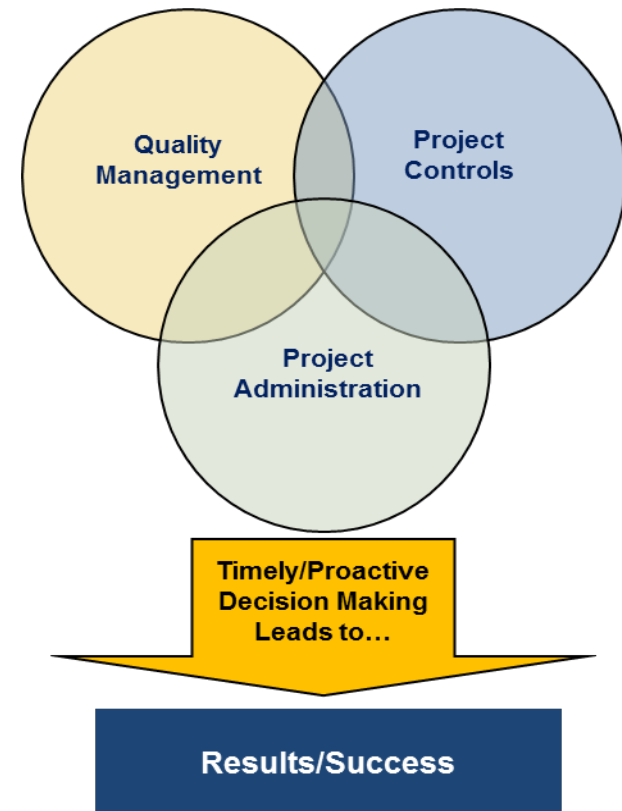 Quality
Management
Project
Controls
Project
Administration
Timely/Proactive
Decision Making
Leads to…
Results/Success